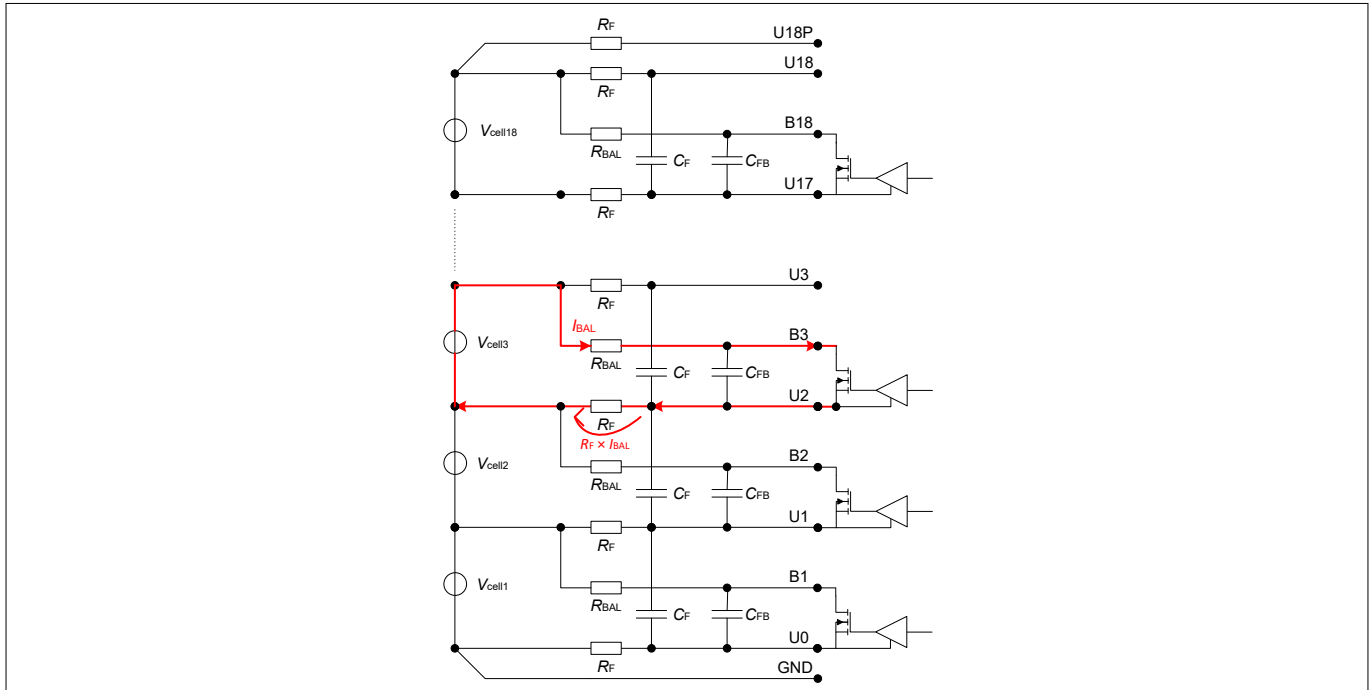 RF
U18P
U18
RF
B18
Vcell18
RBAL
CF
CFB
U17
RF
U3
RF
IBAL
B3
Vcell3
RBAL
CF
CFB
U2
RF
RF × IBAL
B2
Vcell2
RBAL
CF
CFB
U1
RF
B1
Vcell1
RBAL
CF
CFB
U0
RF
GND